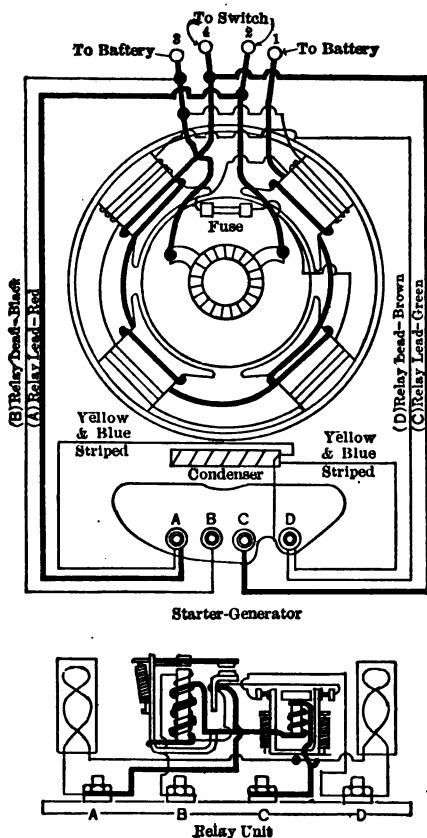 To Switch
3 4 2 1
To Battery
To Battery
Fuse
(B) Relay Lead-Black
(A) Relay Lead-Red
(D) Relay Lead-Brown
(C) Relay Lead-Green
Yellow
& Blue
Striped
Yellow
& Blue
Striped
Condenser
A B C D
Starter-Generator
A B C D
Relay Unit